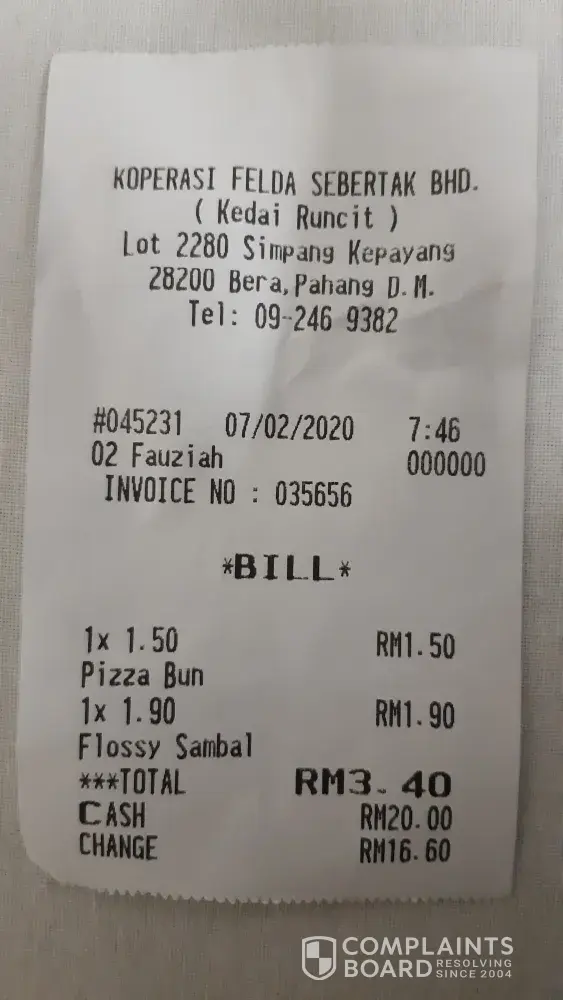 KOPERASI FELDA SEBERTAK BHD.
( Kedai Runcit )
Lot 2280 Simpang Kepayang
28200 Bera, Pahang D.M.
Tel: 09-246 9382
#045231 07/02/2020 7:46
02 Fauziah 000000
INVOICE NO : 035656
*BILL*
1x 1.50 RM1.50
Pizza Bun
1x 1.90 RM1.90
Flossy Sambal
***TOTAL RM3.40
CASH RM20.00
CHANGE RM16.60
COMPLAINTS
BOARD RESOLVING
SINCE 2004